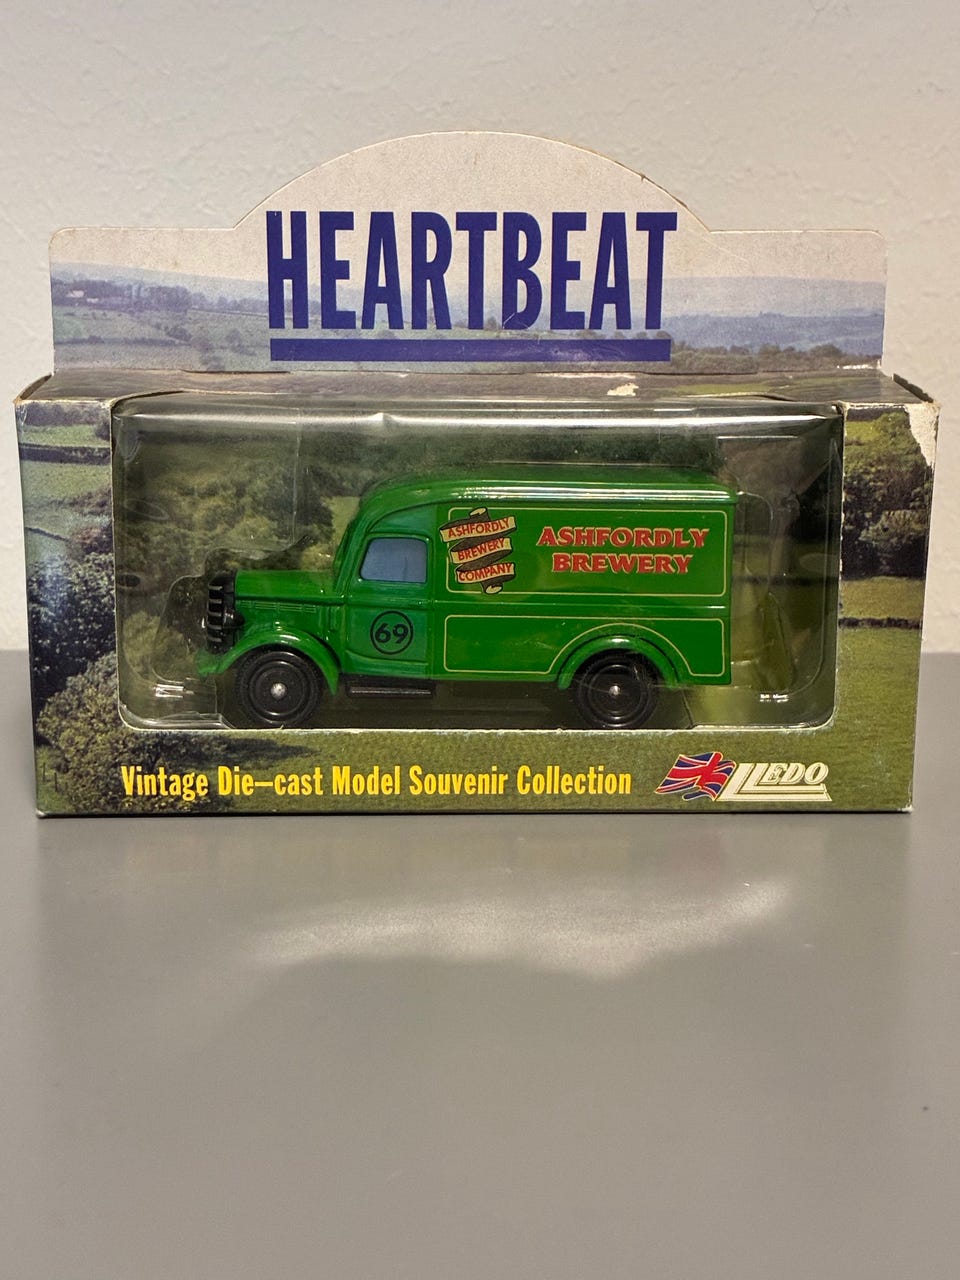 HEARTBEAT
ASHFORDLY
BREWERY
COMPANY
ASHFORDLY
BREWERY
69
Vintage Die-cast Model Souvenir Collection
LLEDO